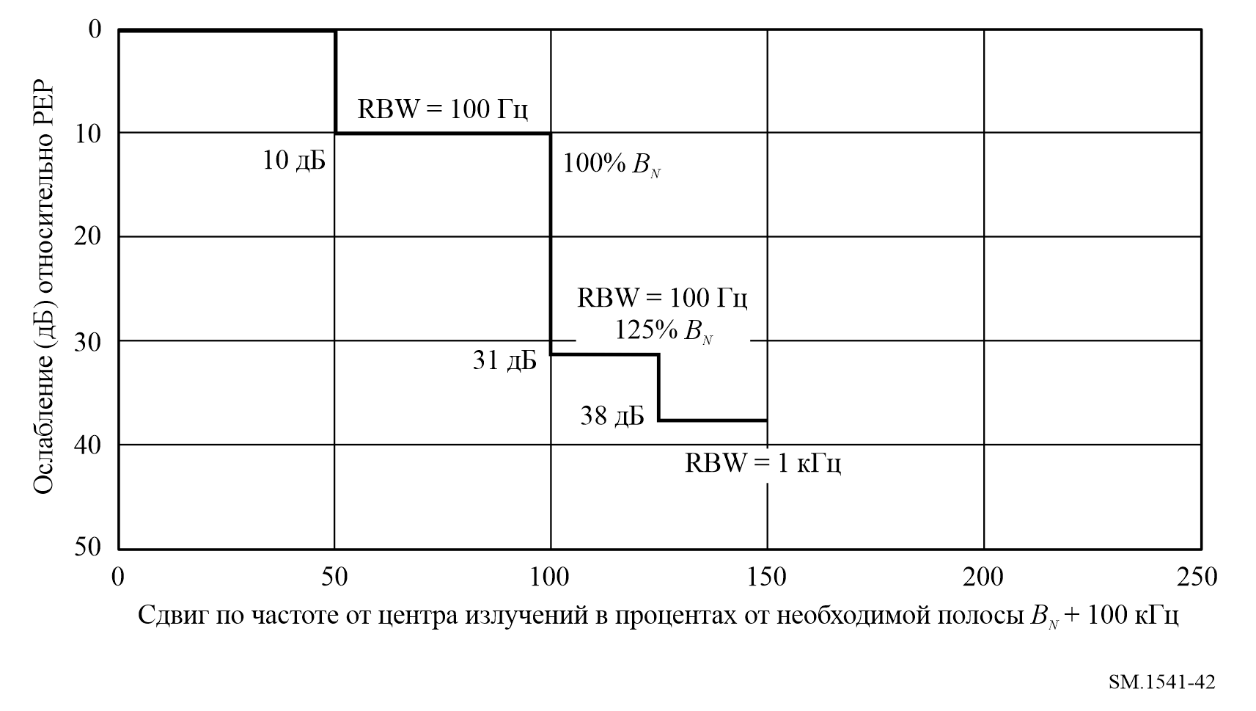 Ослабление (дБ) относительно PEP
0
10
20
30
40
50
RBW = 100 Гц
10 дБ
100% B_N
RBW = 100 Гц
125% B_N
31 дБ
38 дБ
RBW = 1 кГц
0 50 100 150 200 250
Сдвиг по частоте от центра излучений в процентах от необходимой полосы B_N + 100 кГц
SM.1541-42